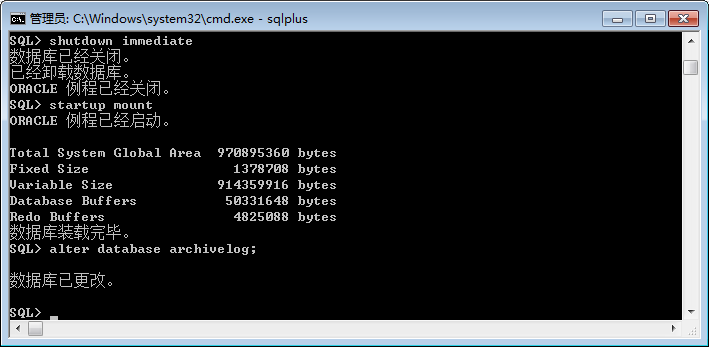 管理员: C:\Windows\system32\cmd.exe - sqlplus
SQL> shutdown immediate
数据库已经关闭。
已经卸载数据库。
ORACLE 例程已经关闭。
SQL> startup mount
ORACLE 例程已经启动。
Total System Global Area  970895360 bytes
Fixed Size                  1378708 bytes
Variable Size             914359916 bytes
Database Buffers           50331648 bytes
Redo Buffers                4825088 bytes
数据库装载完毕。
SQL> alter database archivelog;
数据库已更改。
SQL> _